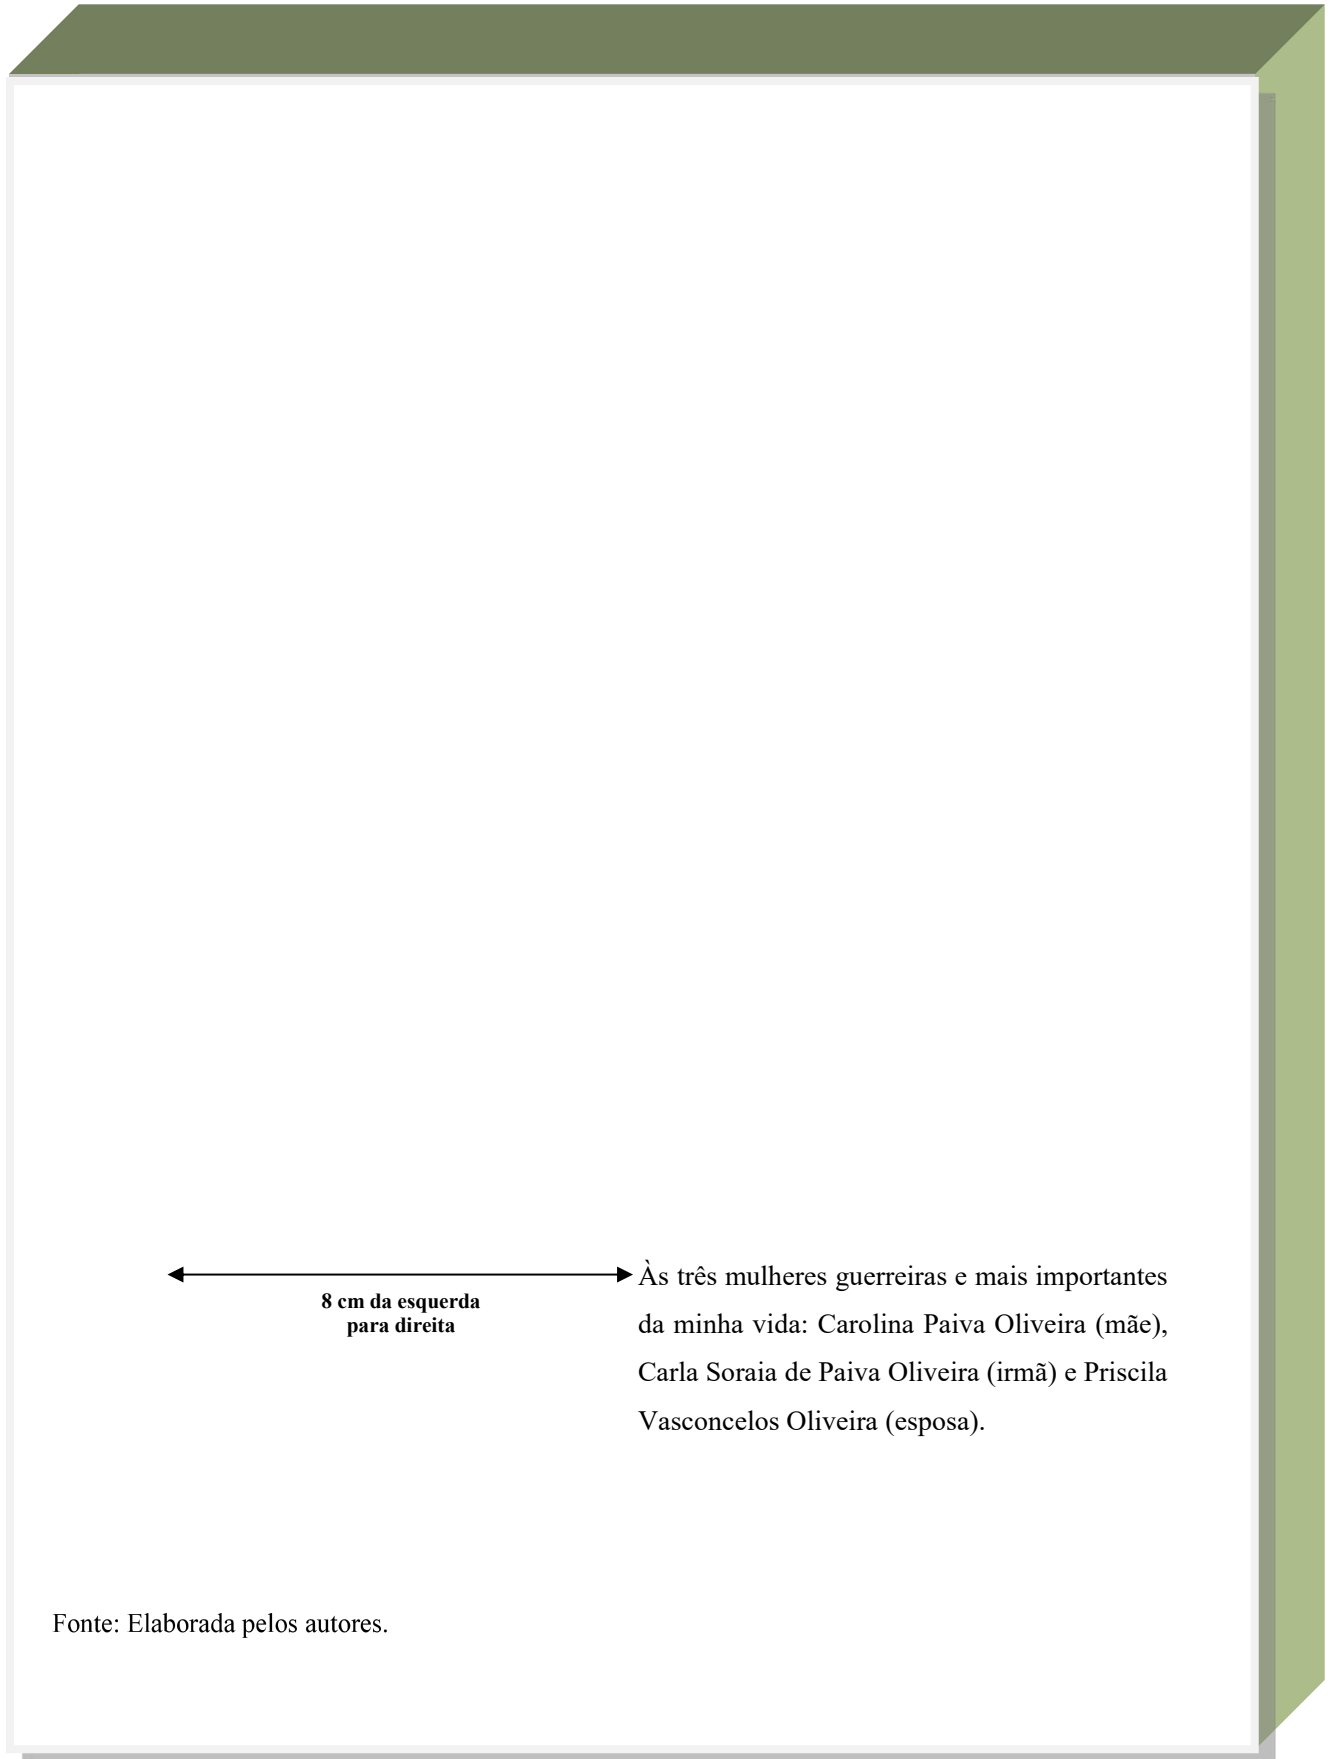 Às três mulheres guerreiras e mais importantes
8 cm da esquerda
para direita
da minha vida: Carolina Paiva Oliveira (mãe),
Carla Soraia de Paiva Oliveira (irmã) e Priscila
Vasconcelos Oliveira (esposa).
Fonte: Elaborada pelos autores.